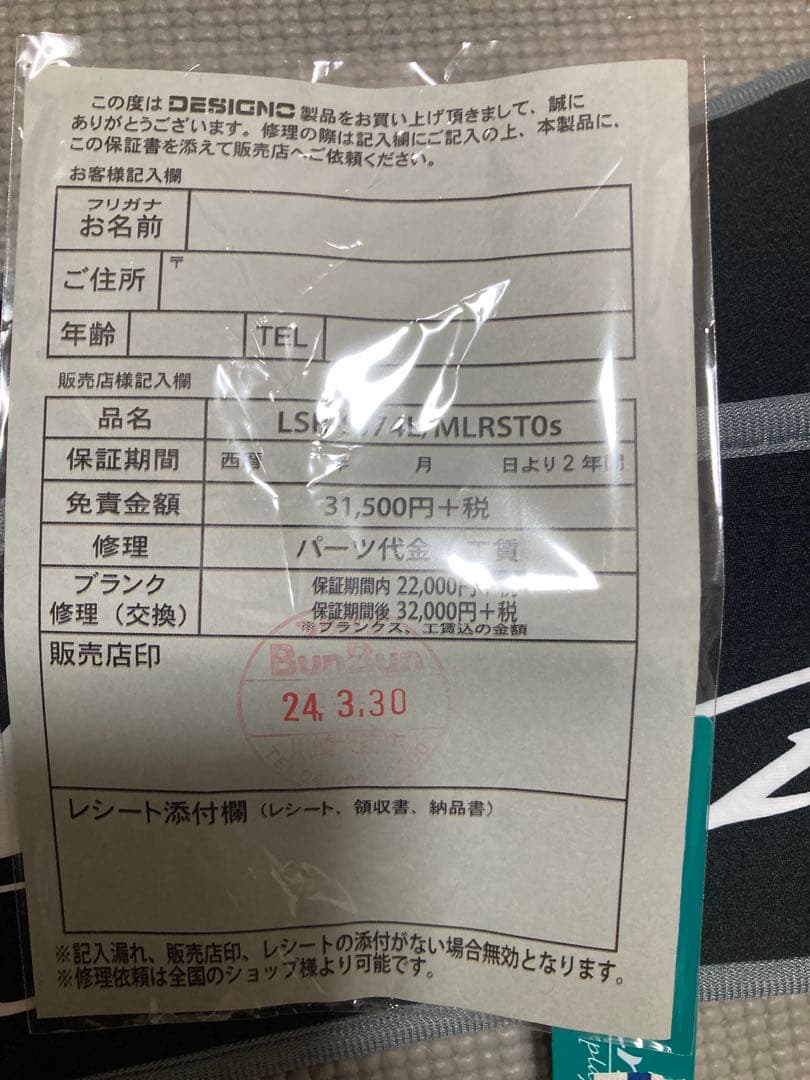 この度は DESIGNO 製品をお買い上げ頂きまして、誠に
ありがとうございます。修理の際は記入欄にご記入の上、本製品に、
この保証書を添えて販売店へご依頼ください。
お客様記入欄
フリガナ
お名前
ご住所 〒
年齢 TEL
販売店様記入欄
品名 74L/MLRST0s
保証期間 西暦 年 月 日より2年間
免責金額 31,500円+税
修理 パーツ代金 工賃
ブランク
修理(交換)
保証期間内 22,000円+税
保証期間後 32,000円+税
※ブランクス、工賃込の金額
販売店印
BunBun
24. 3.30
レシート添付欄(レシート、領収書、納品書)
※記入漏れ、販売店印、レシートの添付がない場合無効となります。
※修理依頼は全国のショップ様より可能です。